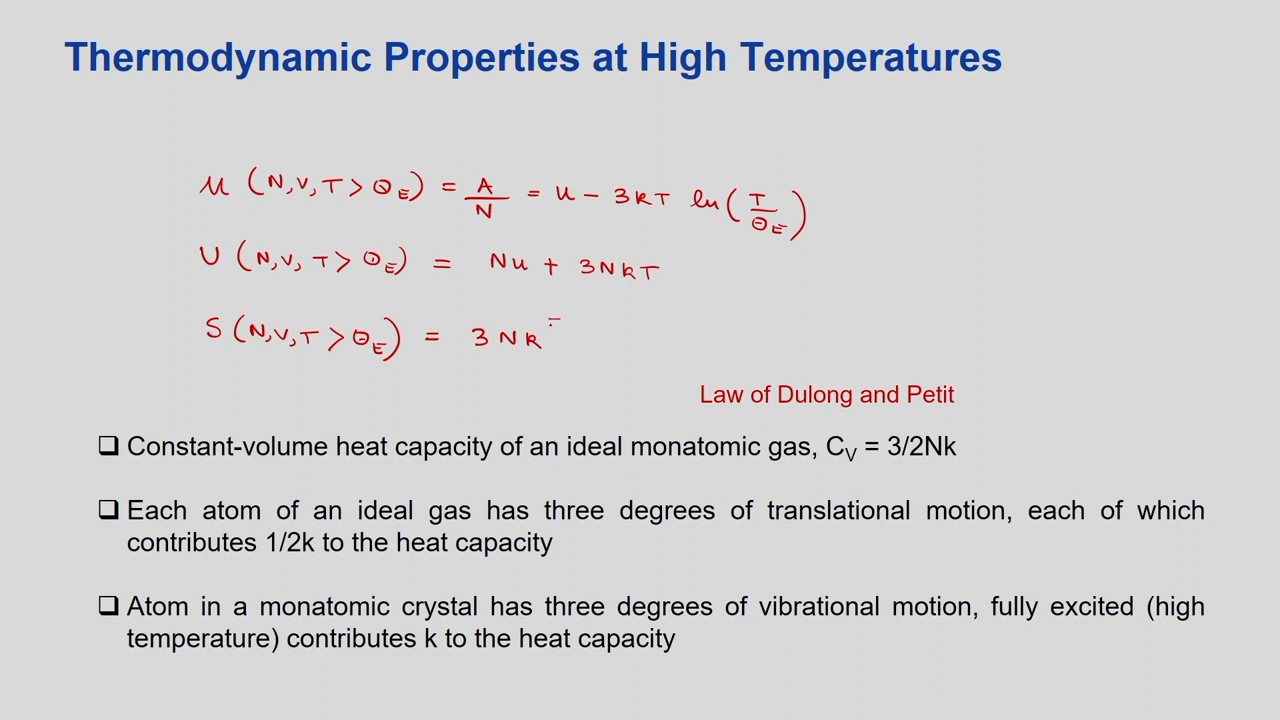 Thermodynamic Properties at High Temperatures
μ (N,V,T > Θ_E) = A/N = u - 3kT ln(T/Θ_E)
U (N,V,T > Θ_E) = Nu + 3NkT
S (N,V,T > Θ_E) = 3Nk
Law of Dulong and Petit
❑ Constant-volume heat capacity of an ideal monatomic gas, C_V = 3/2Nk
❑ Each atom of an ideal gas has three degrees of translational motion, each of which
contributes 1/2k to the heat capacity
❑ Atom in a monatomic crystal has three degrees of vibrational motion, fully excited (high
temperature) contributes k to the heat capacity